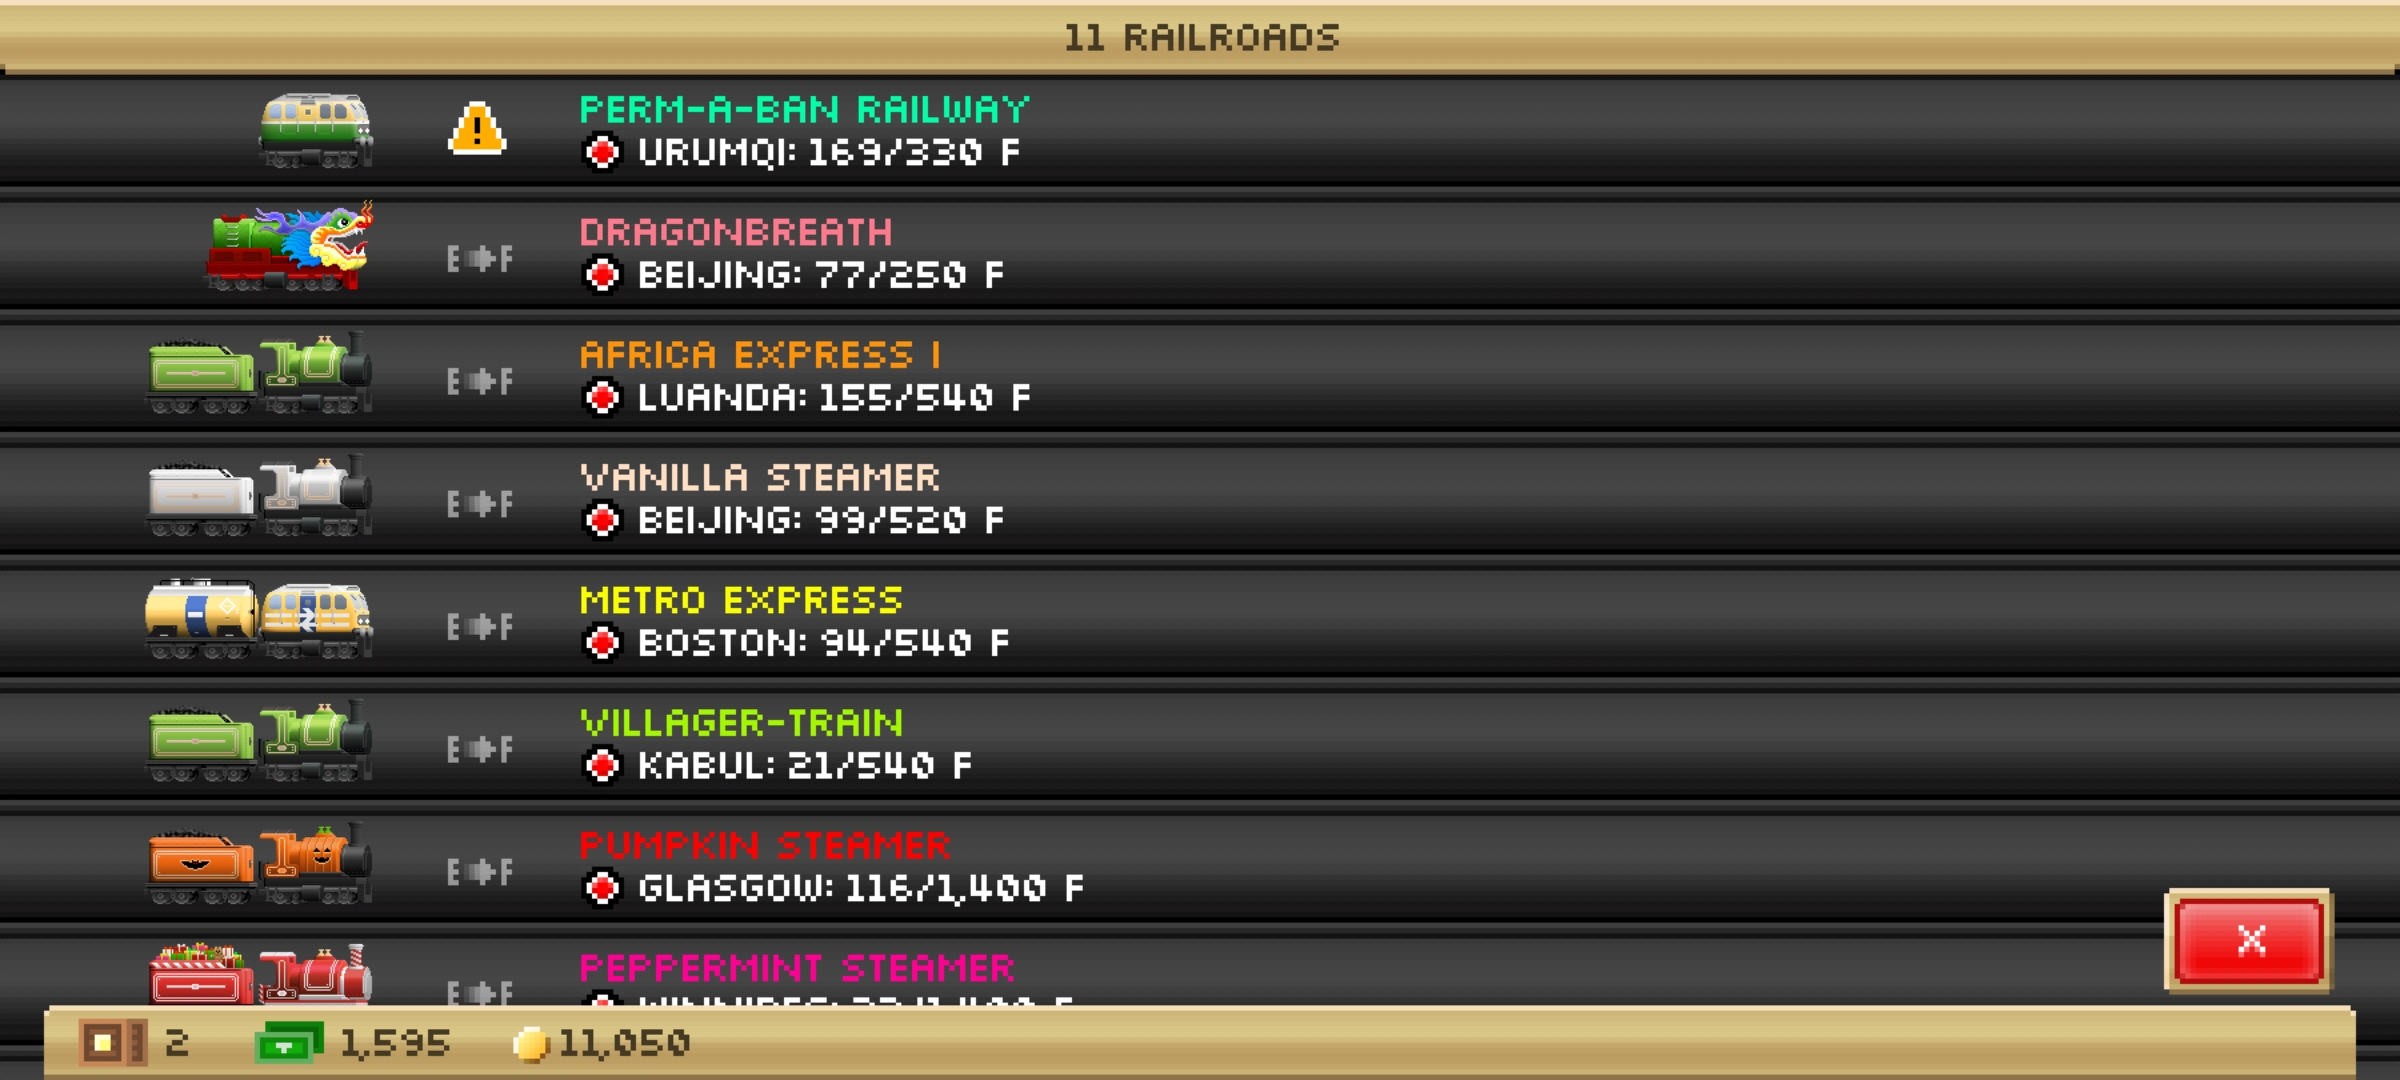 11 RAILROADS
PERM-A-BAN RAILWAY
URUMQI: 169/330 F
DRAGONBREATH
E F
BEIJING: 77/250 F
AFRICA EXPRESS I
E F
LUANDA: 155/540 F
VANILLA STEAMER
E F
BEIJING: 99/520 F
METRO EXPRESS
E F
BOSTON: 94/540 F
VILLAGER-TRAIN
E F
KABUL: 21/540 F
PUMPKIN STEAMER
E F
GLASGOW: 116/1,400 F
PEPPERMINT STEAMER
E F
X
2 1,595 11,050